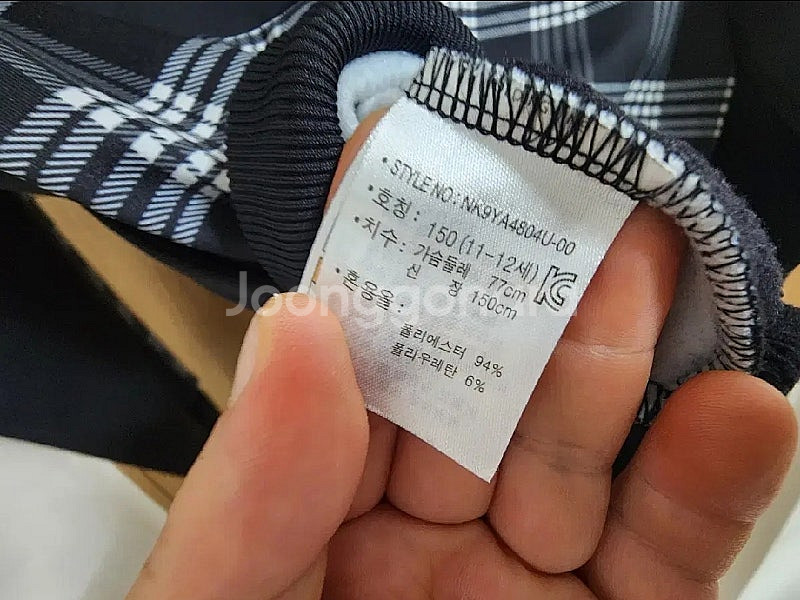 • STYLE NO : NK9YA4804U-00
• 호칭 : 150 (11-12세)
• 치수 : 가슴둘레 77cm
신 장 150cm
• 혼용율 :
폴리에스터 94%
폴리우레탄 6%
Joonggonara